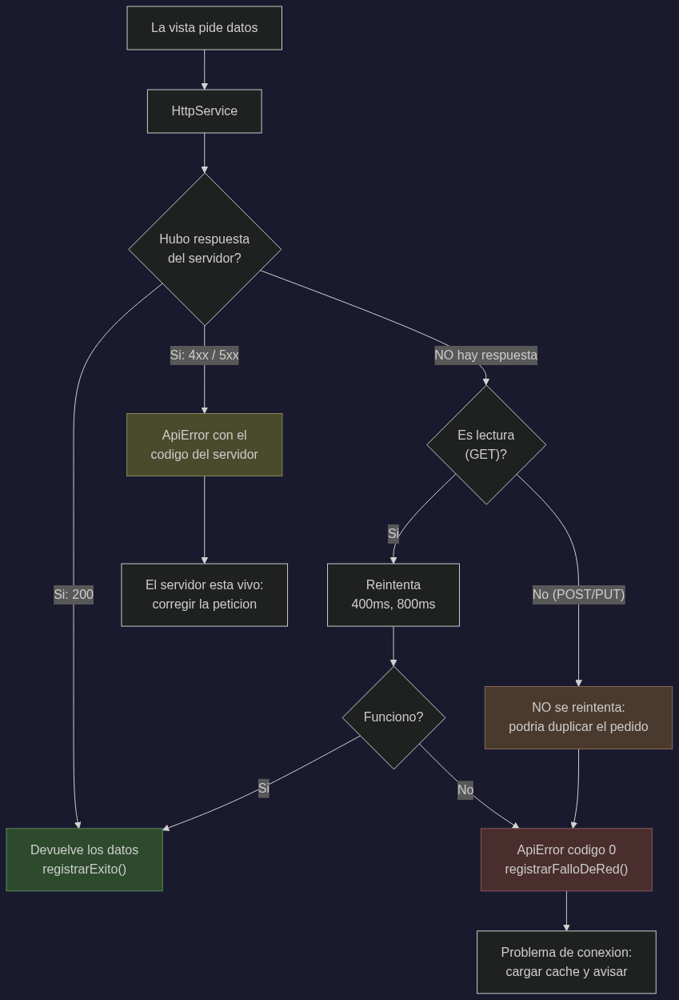 La vista pide datos
HttpService
Hubo respuesta
del servidor?
Si: 4xx / 5xx
NO hay respuesta
ApiError con el
codigo del servidor
Es lectura
(GET)?
Si
El servidor esta vivo:
corregir la peticion
Reintenta
400ms, 800ms
Si: 200
No (POST/PUT)
Funciono?
NO se reintenta:
podria duplicar el pedido
Si
No
Devuelve los datos
registrarExito()
ApiError codigo 0
registrarFalloDeRed()
Problema de conexion:
cargar cache y avisar